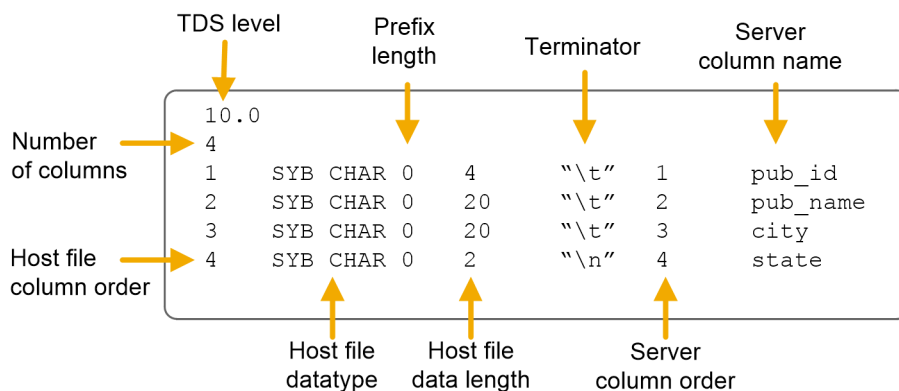 TDS level
Prefix
length
Terminator
Server
column name
10.0
Number
of columns
4
1 SYB CHAR 0 4 “\t” 1 pub_id
2 SYB CHAR 0 20 “\t” 2 pub_name
3 SYB CHAR 0 20 “\t” 3 city
Host file
column order
4 SYB CHAR 0 2 “\n” 4 state
Host file
datatype
Host file
data length
Server
column order